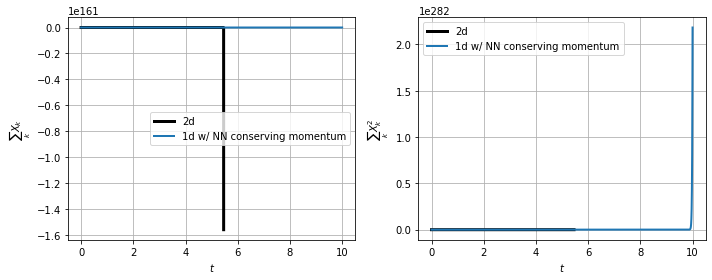 1e161
0.0
−0.2
−0.4
−0.6
−0.8
−1.0
−1.2
−1.4
−1.6
0 2 4 6 8 10
t
∑ₖ Xₖ
2d
1d w/ NN conserving momentum
1e282
2.0
1.5
1.0
0.5
0.0
0 2 4 6 8 10
t
∑ₖ Xₖ²
2d
1d w/ NN conserving momentum